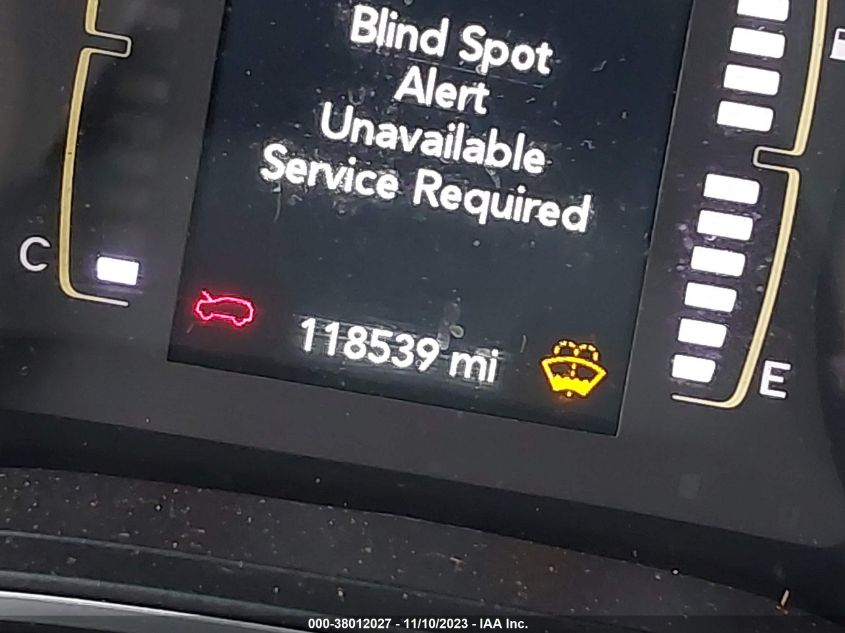 Blind Spot
Alert
Unavailable
Service Required
C
118539 mi
E
000-38012027 - 11/10/2023 - IAA Inc.